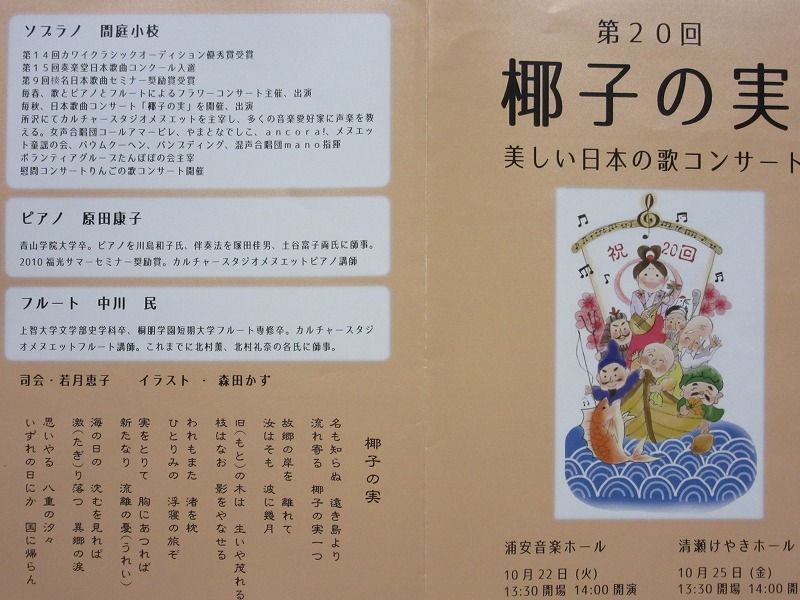 ソプラノ 間庭小枝
第14回カワイクラシックオーディション優秀賞受賞
第15回奏楽堂日本歌曲コンクール入選
第9回榛名日本歌曲セミナー奨励賞受賞
毎春、歌とピアノとフルートによるフラワーコンサート主催、出演
毎秋、日本歌曲コンサート「椰子の実」を開催、出演
所沢にてカルチャースタジオメヌエットを主宰し、多くの音楽愛好家に声楽を教
える。女声合唱団コールアマービレ、やまとなでしこ、ancora!、メヌエッ
ト童謡の会、バウムクーヘン、パンプディング、混声合唱団mano指揮
ボランティアグループたんぽぽの会主宰
慰問コンサートりんごの歌コンサート開催
ピアノ 原田康子
青山学院大学卒。ピアノを川島和子氏、伴奏法を塚田佳男、土谷富子両氏に師事。
2010福光サマーセミナー奨励賞。カルチャースタジオメヌエットピアノ講師
フルート 中川 民
上智大学文学部史学科卒、桐朋学園短期大学フルート専修卒。カルチャースタジ
オメヌエットフルート講師。これまでに北村薫、北村礼奈の各氏に師事。
司会・若月恵子 イラスト・森田かず
椰子の実
名も知らぬ 遠き島より
流れ寄る 椰子の実一つ
故郷の岸を 離れて
汝はそも 波に幾月
旧(もと)の木は 生いや茂れる
枝はなお 影をやなせる
われもまた 渚を枕
ひとりみの 浮寝の旅ぞ
実をとりて 胸にあつれば
新たなり 流離の憂(うれい)
海の日の 沈むを見れば
激(たぎ)り落つ 異郷の涙
思いやる 八重の汐々
いずれの日にか 国に帰らん
第20回
椰子の実
美しい日本の歌コンサート
祝 20回
浦安音楽ホール
10月22日(火)
13:30開場 14:00開演
清瀬けやきホール
10月25日(金)
13:30開場 14:00開